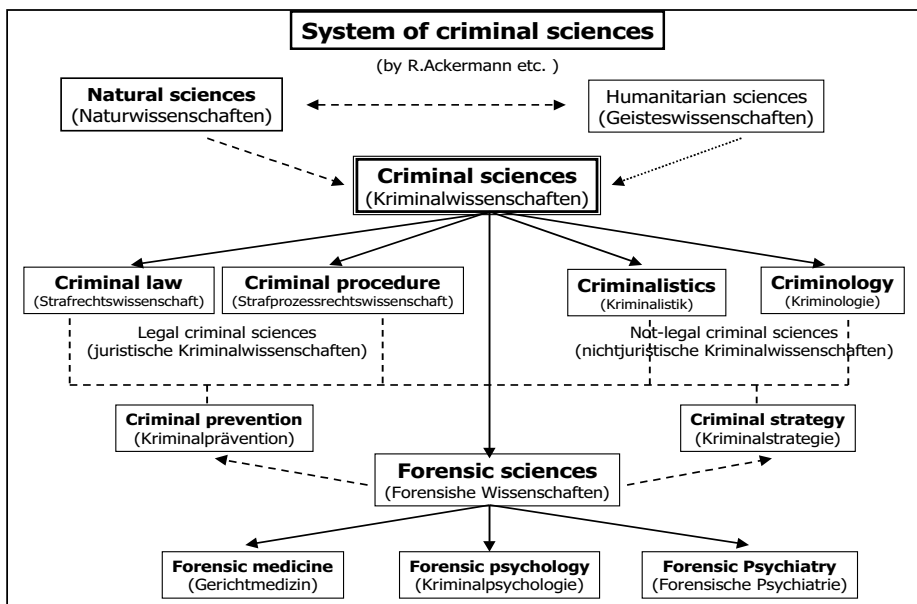 System of criminal sciences
(by R.Ackermann etc. )
Natural sciences
(Naturwissenschaften)
Humanitarian sciences
(Geisteswissenschaften)
Criminal sciences
(Kriminalwissenschaften)
Criminal law
(Strafrechtswissenschaft)
Criminal procedure
(Strafprozessrechtswissenschaft)
Criminalistics
(Kriminalistik)
Criminology
(Kriminologie)
Legal criminal sciences
(juristische Kriminalwissenschaften)
Not-legal criminal sciences
(nichtjuristische Kriminalwissenschaften)
Criminal prevention
(Kriminalprävention)
Criminal strategy
(Kriminalstrategie)
Forensic sciences
(Forensishe Wissenschaften)
Forensic medicine
(Gerichtmedizin)
Forensic psychology
(Kriminalpsychologie)
Forensic Psychiatry
(Forensische Psychiatrie)